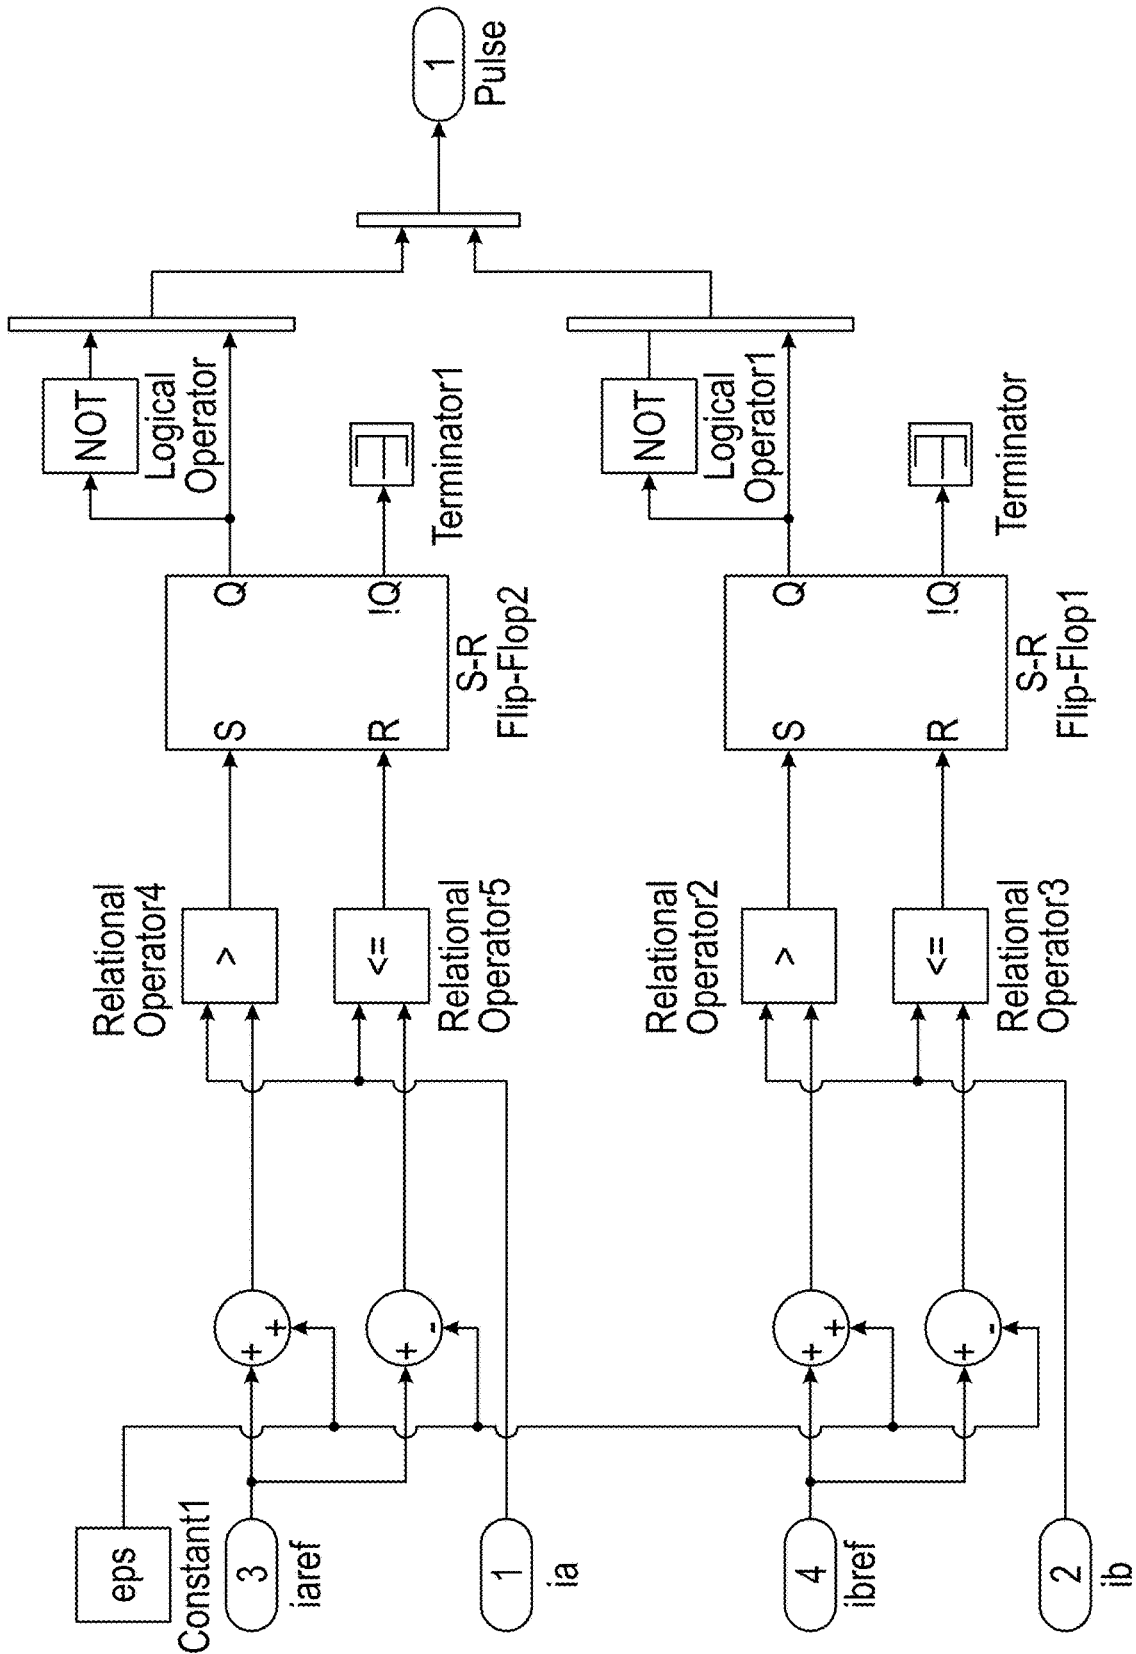 eps
Constant1
3
iaref
1
ia
4
ibref
2
ib
+
+
+
-
+
+
+
-
Relational
Operator4
>
<=
Relational
Operator5
Relational
Operator2
>
<=
Relational
Operator3
S
Q
R
!Q
S-R
Flip-Flop2
S
Q
R
!Q
S-R
Flip-Flop1
NOT
Logical
Operator
Terminator1
NOT
Logical
Operator1
Terminator
1
Pulse